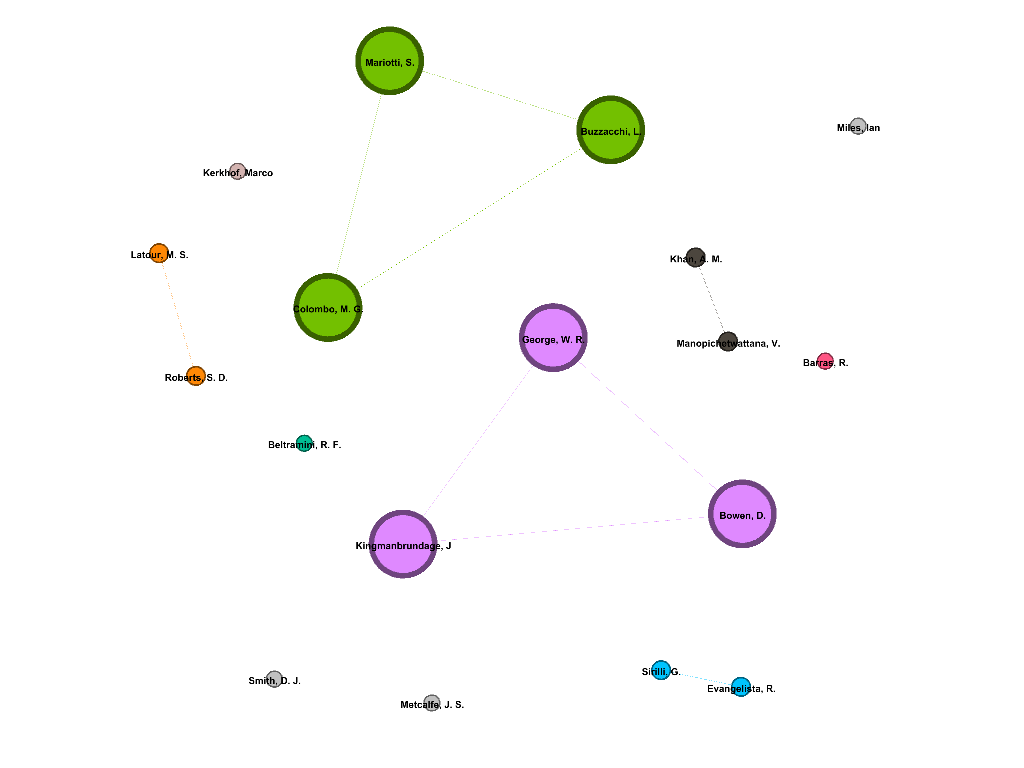 Mariotti, S.
Miles, Ian
Buzzacchi, L.
Kerkhof, Marco
Latour, M. S.
Khan, A. M.
Colombo, M. G.
George, W. R.
Manopichetwattana, V.
Barras, R.
Roberts, S. D.
Beltramini, R. F.
Bowen, D.
Kingmanbrundage, J
Sirilli, G.
Smith, D. J.
Evangelista, R.
Metcalfe, J. S.